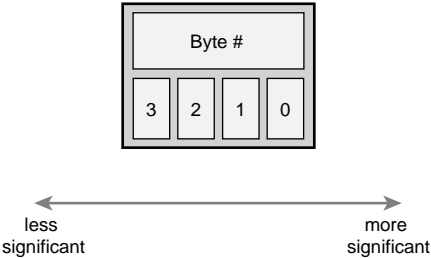 Byte #
3 2 1 0
less
significant
more
significant